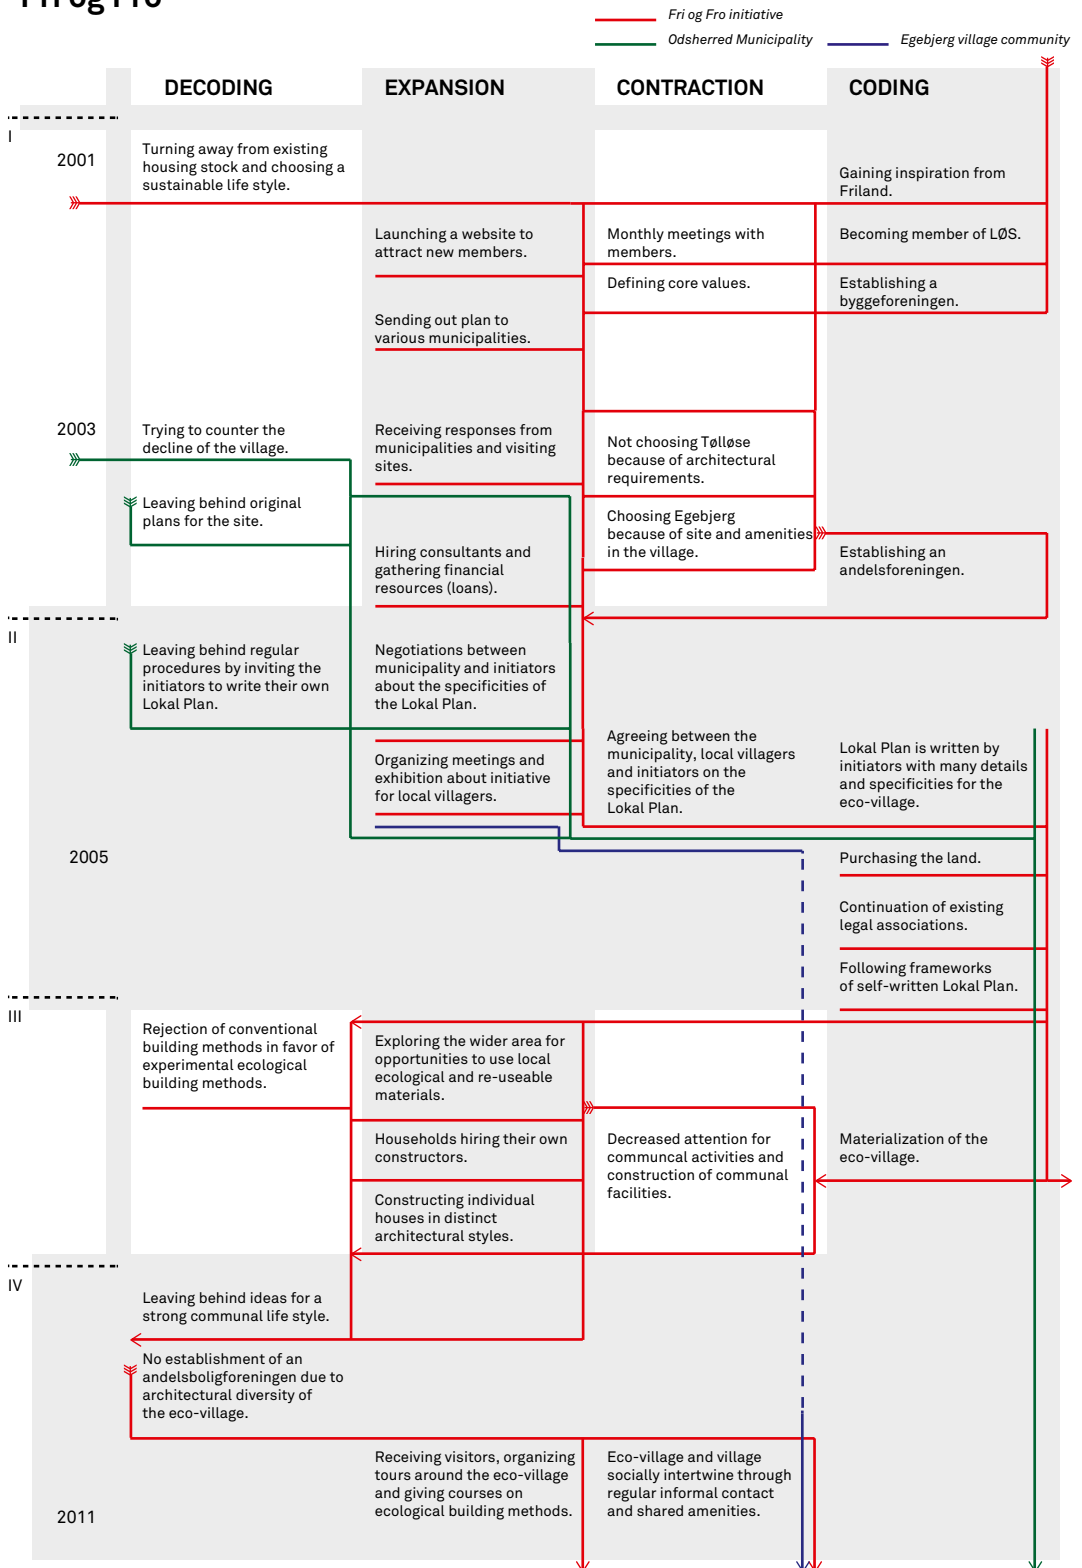 Fri og Fro
Fri og Fro initiative
Odsherred Municipality
Egebjerg village community
DECODING
EXPANSION
CONTRACTION
CODING
I
2001
Turning away from existing
housing stock and choosing a
sustainable life style.
Gaining inspiration from
Friland.
Launching a website to
attract new members.
Monthly meetings with
members.
Becoming member of LØS.
Defining core values.
Establishing a
byggeforeningen.
Sending out plan to
various municipalities.
2003
Trying to counter the
decline of the village.
Receiving responses from
municipalities and visiting
sites.
Not choosing Tølløse
because of architectural
requirements.
Leaving behind original
plans for the site.
Choosing Egebjerg
because of site and amenities
in the village.
Hiring consultants and
gathering financial
resources (loans).
Establishing an
andelsforeningen.
II
Leaving behind regular
procedures by inviting the
initiators to write their own
Lokal Plan.
Negotiations between
municipality and initiators
about the specificities of
the Lokal Plan.
Agreeing between the
municipality, local villagers
and initiators on the
specificities of the
Lokal Plan.
Lokal Plan is written by
initiators with many details
and specificities for the
eco-village.
Organizing meetings and
exhibition about initiative
for local villagers.
2005
Purchasing the land.
Continuation of existing
legal associations.
Following frameworks
of self-written Lokal Plan.
III
Rejection of conventional
building methods in favor of
experimental ecological
building methods.
Exploring the wider area for
opportunities to use local
ecological and re-useable
materials.
Households hiring their own
constructors.
Decreased attention for
communcal activities and
construction of communal
facilities.
Materialization of the
eco-village.
Constructing individual
houses in distinct
architectural styles.
IV
Leaving behind ideas for a
strong communal life style.
No establishment of an
andelsboligforeningen due to
architectural diversity of
the eco-village.
Receiving visitors, organizing
tours around the eco-village
and giving courses on
ecological building methods.
Eco-village and village
socially intertwine through
regular informal contact
and shared amenities.
2011